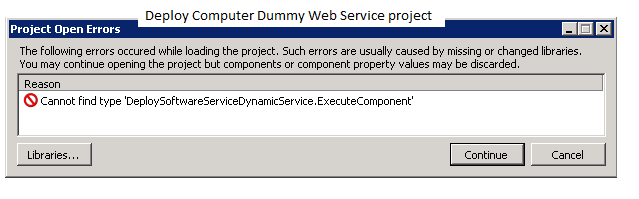 Deploy Computer Dummy Web Service project
Project Open Errors
The following errors occured while loading the project. Such errors are usually caused by missing or changed libraries.
You may continue opening the project but components or component property values may be discarded.
Reason
Cannot find type 'DeploySoftwareServiceDynamicService.ExecuteComponent'
Libraries... Continue Cancel